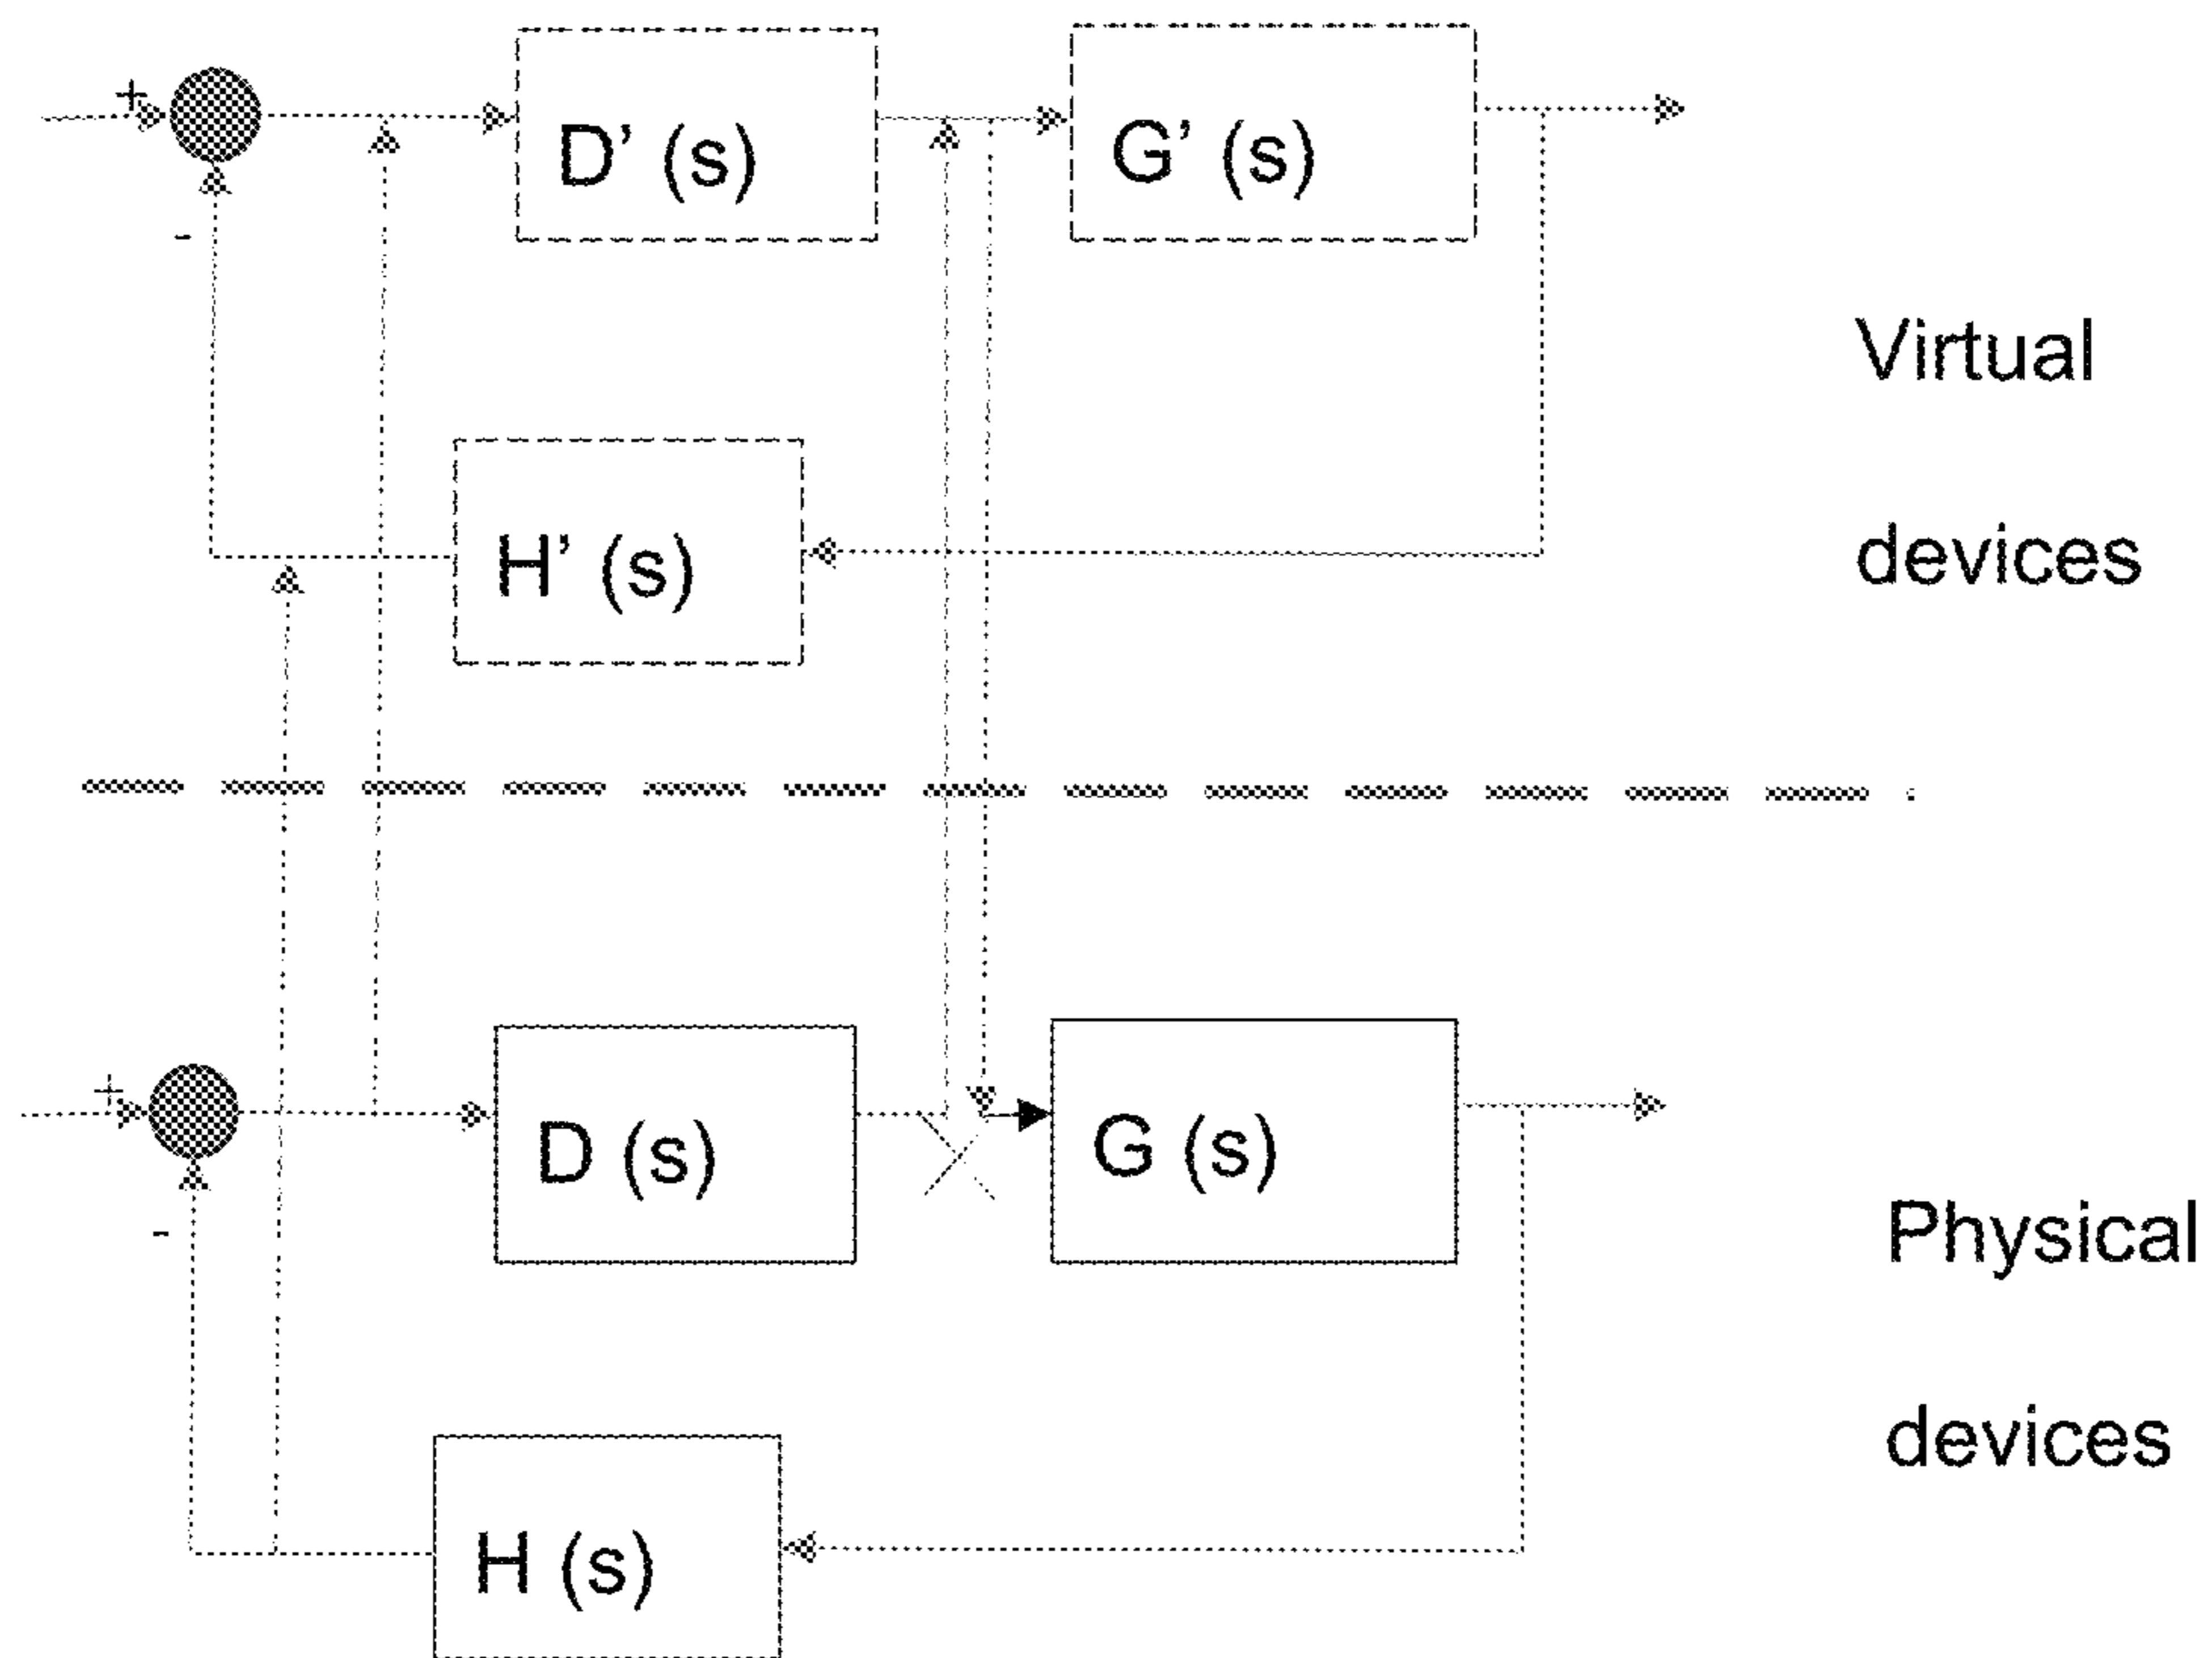 +
D’ (s)
G’ (s)
-
Virtual
devices
H’ (s)
+
D (s)
G (s)
-
Physical
devices
H (s)